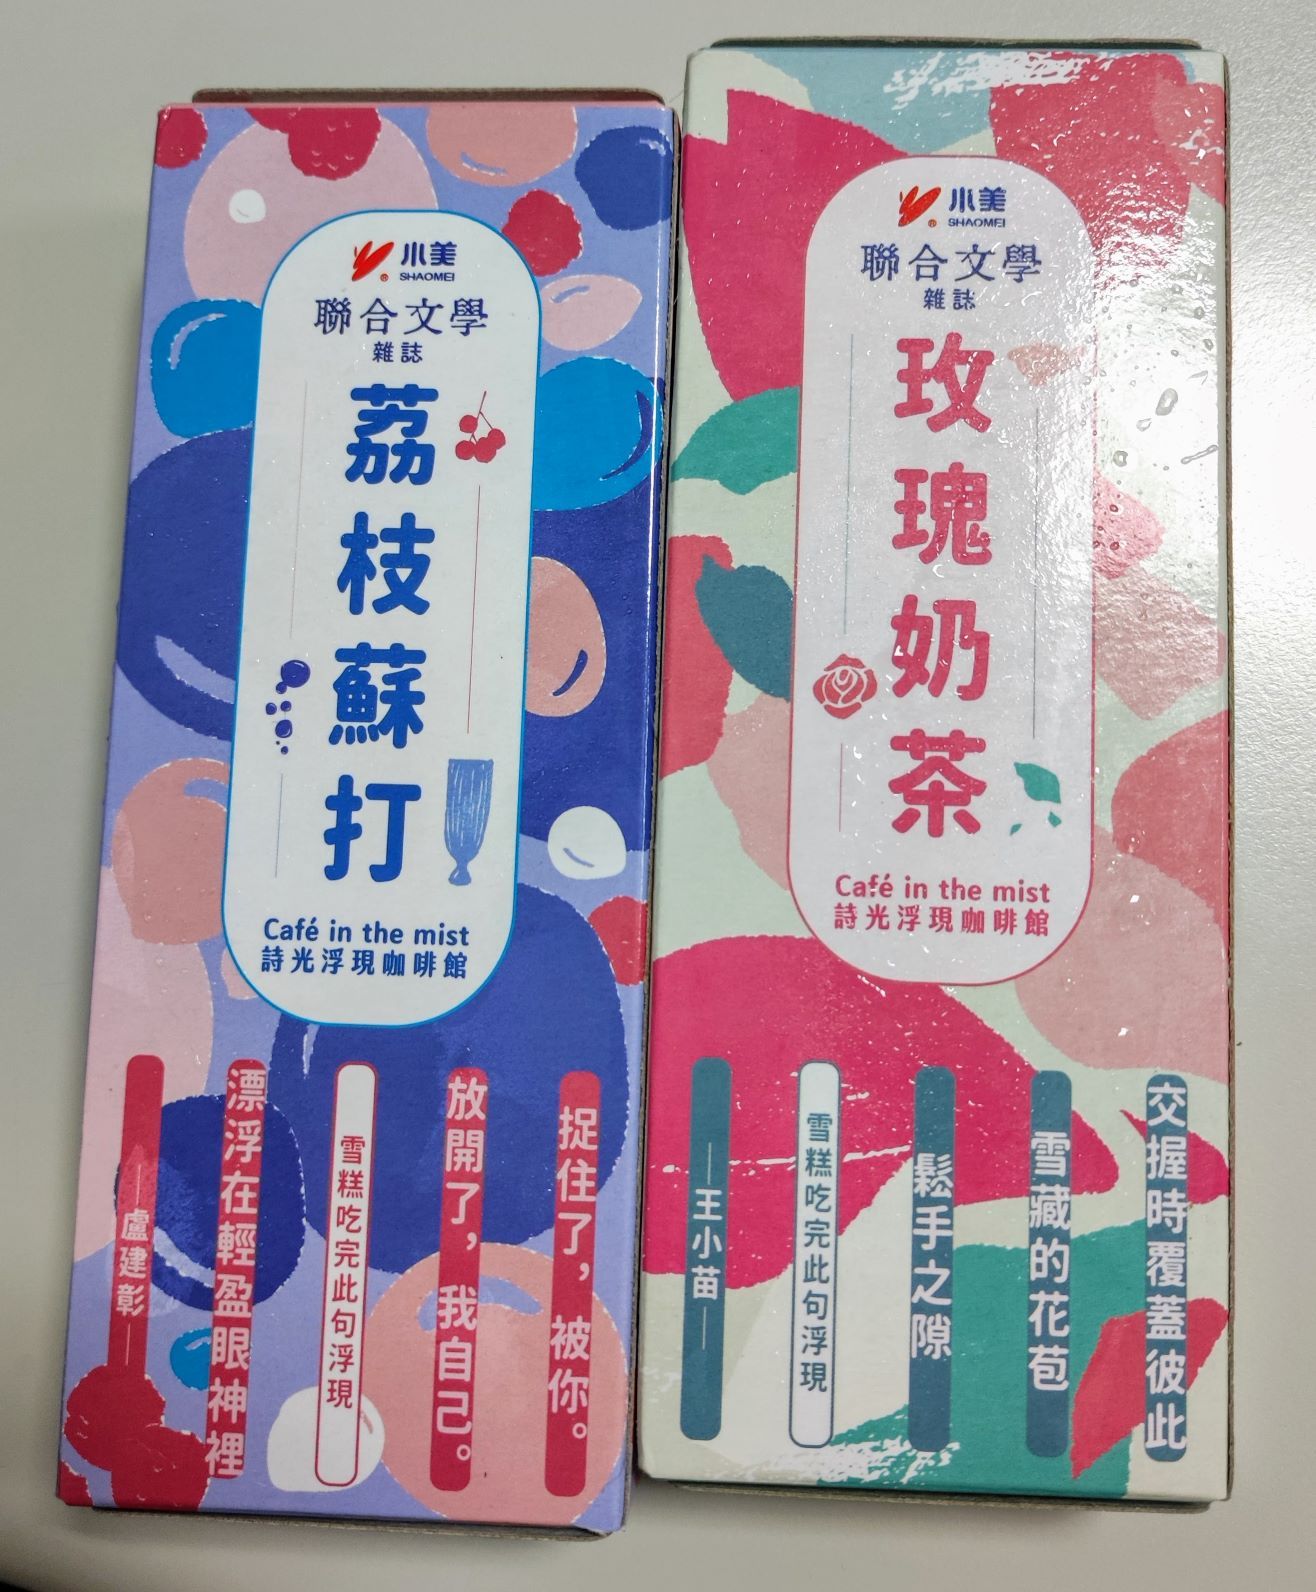 小美
SHAOMEI
聯合文學
雜誌
荔枝蘇打
Café in the mist
詩光浮現咖啡館
捉住了，被你。
放開了，我自己。
雪糕吃完此句浮現
漂浮在輕盈眼神裡
—盧建彰—
小美
SHAOMEI
聯合文學
雜誌
玫瑰奶茶
Café in the mist
詩光浮現咖啡館
交握時覆蓋彼此
雪藏的花苞
鬆手之隙
雪糕吃完此句浮現
—王小苗—